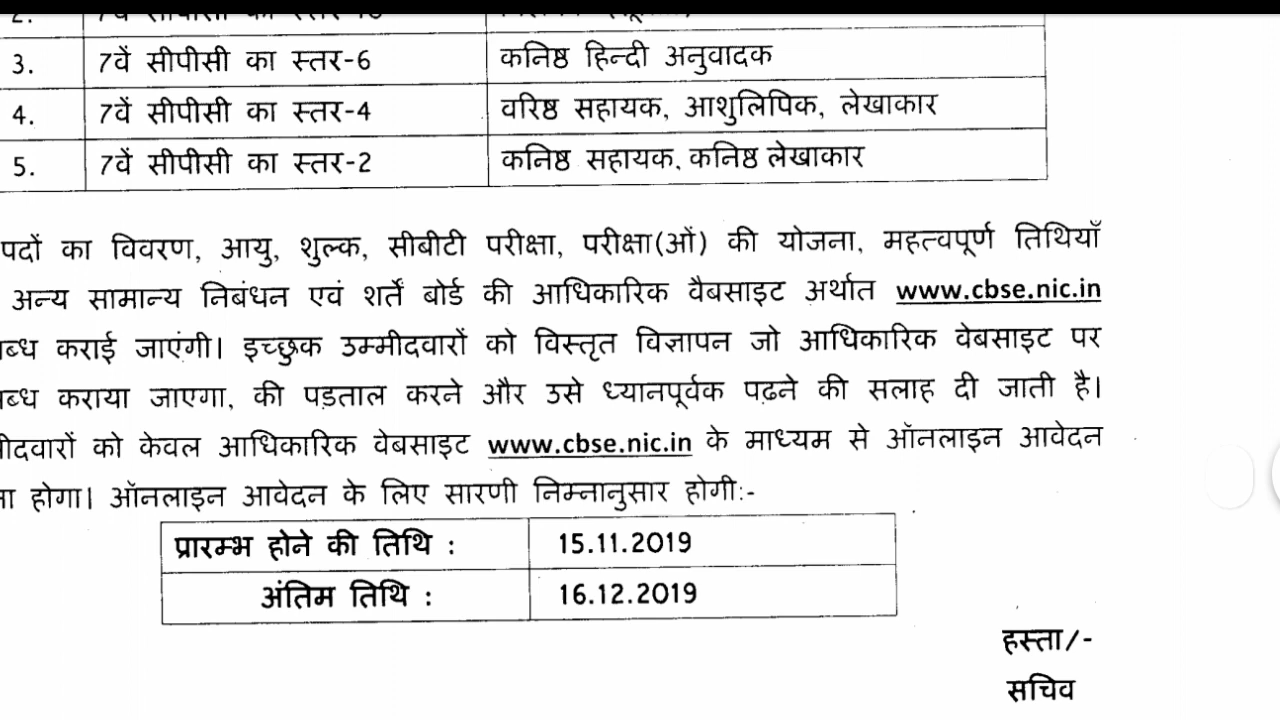 3. 7वें सीपीसी का स्तर-6 कनिष्ठ हिन्दी अनुवादक
4. 7वें सीपीसी का स्तर-4 वरिष्ठ सहायक, आशुलिपिक, लेखाकार
5. 7वें सीपीसी का स्तर-2 कनिष्ठ सहायक, कनिष्ठ लेखाकार
पदों का विवरण, आयु, शुल्क, सीबीटी परीक्षा, परीक्षा(ओं) की योजना, महत्वपूर्ण तिथियाँ
अन्य सामान्य निबंधन एवं शर्तें बोर्ड की आधिकारिक वैबसाइट अर्थात www.cbse.nic.in
ब्ध कराई जाएंगी। इच्छुक उम्मीदवारों को विस्तृत विज्ञापन जो आधिकारिक वेबसाइट पर
ब्ध कराया जाएगा, की पड़ताल करने और उसे ध्यानपूर्वक पढ़ने की सलाह दी जाती है।
मीदवारों को केवल आधिकारिक वेबसाइट www.cbse.nic.in के माध्यम से ऑनलाइन आवेदन
ना होगा। ऑनलाइन आवेदन के लिए सारणी निम्नानुसार होगी:-
प्रारम्भ होने की तिथि : 15.11.2019
अंतिम तिथि : 16.12.2019
हस्ता/-
सचिव